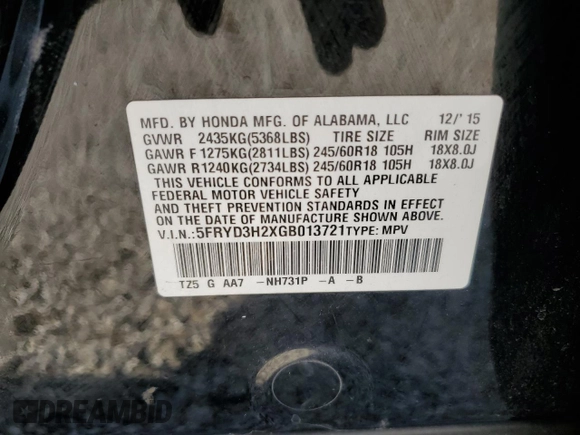 MFD. BY HONDA MFG. OF ALABAMA, LLC 12/'15
GVWR 2435KG(5368LBS) TIRE SIZE RIM SIZE
GAWR F 1275KG(2811LBS) 245/60R18 105H 18X8.0J
GAWR R1240KG(2734LBS) 245/60R18 105H 18X8.0J
THIS VEHICLE CONFORMS TO ALL APPLICABLE
FEDERAL MOTOR VEHICLE SAFETY
AND THEFT PREVENTION STANDARDS IN EFFECT
ON THE DATE OF MANUFACTURE SHOWN ABOVE.
V.I.N.:5FRYD3H2XGB013721 TYPE: MPV
TZ5 G AA7 -NH731P -A -B
DREAMBID